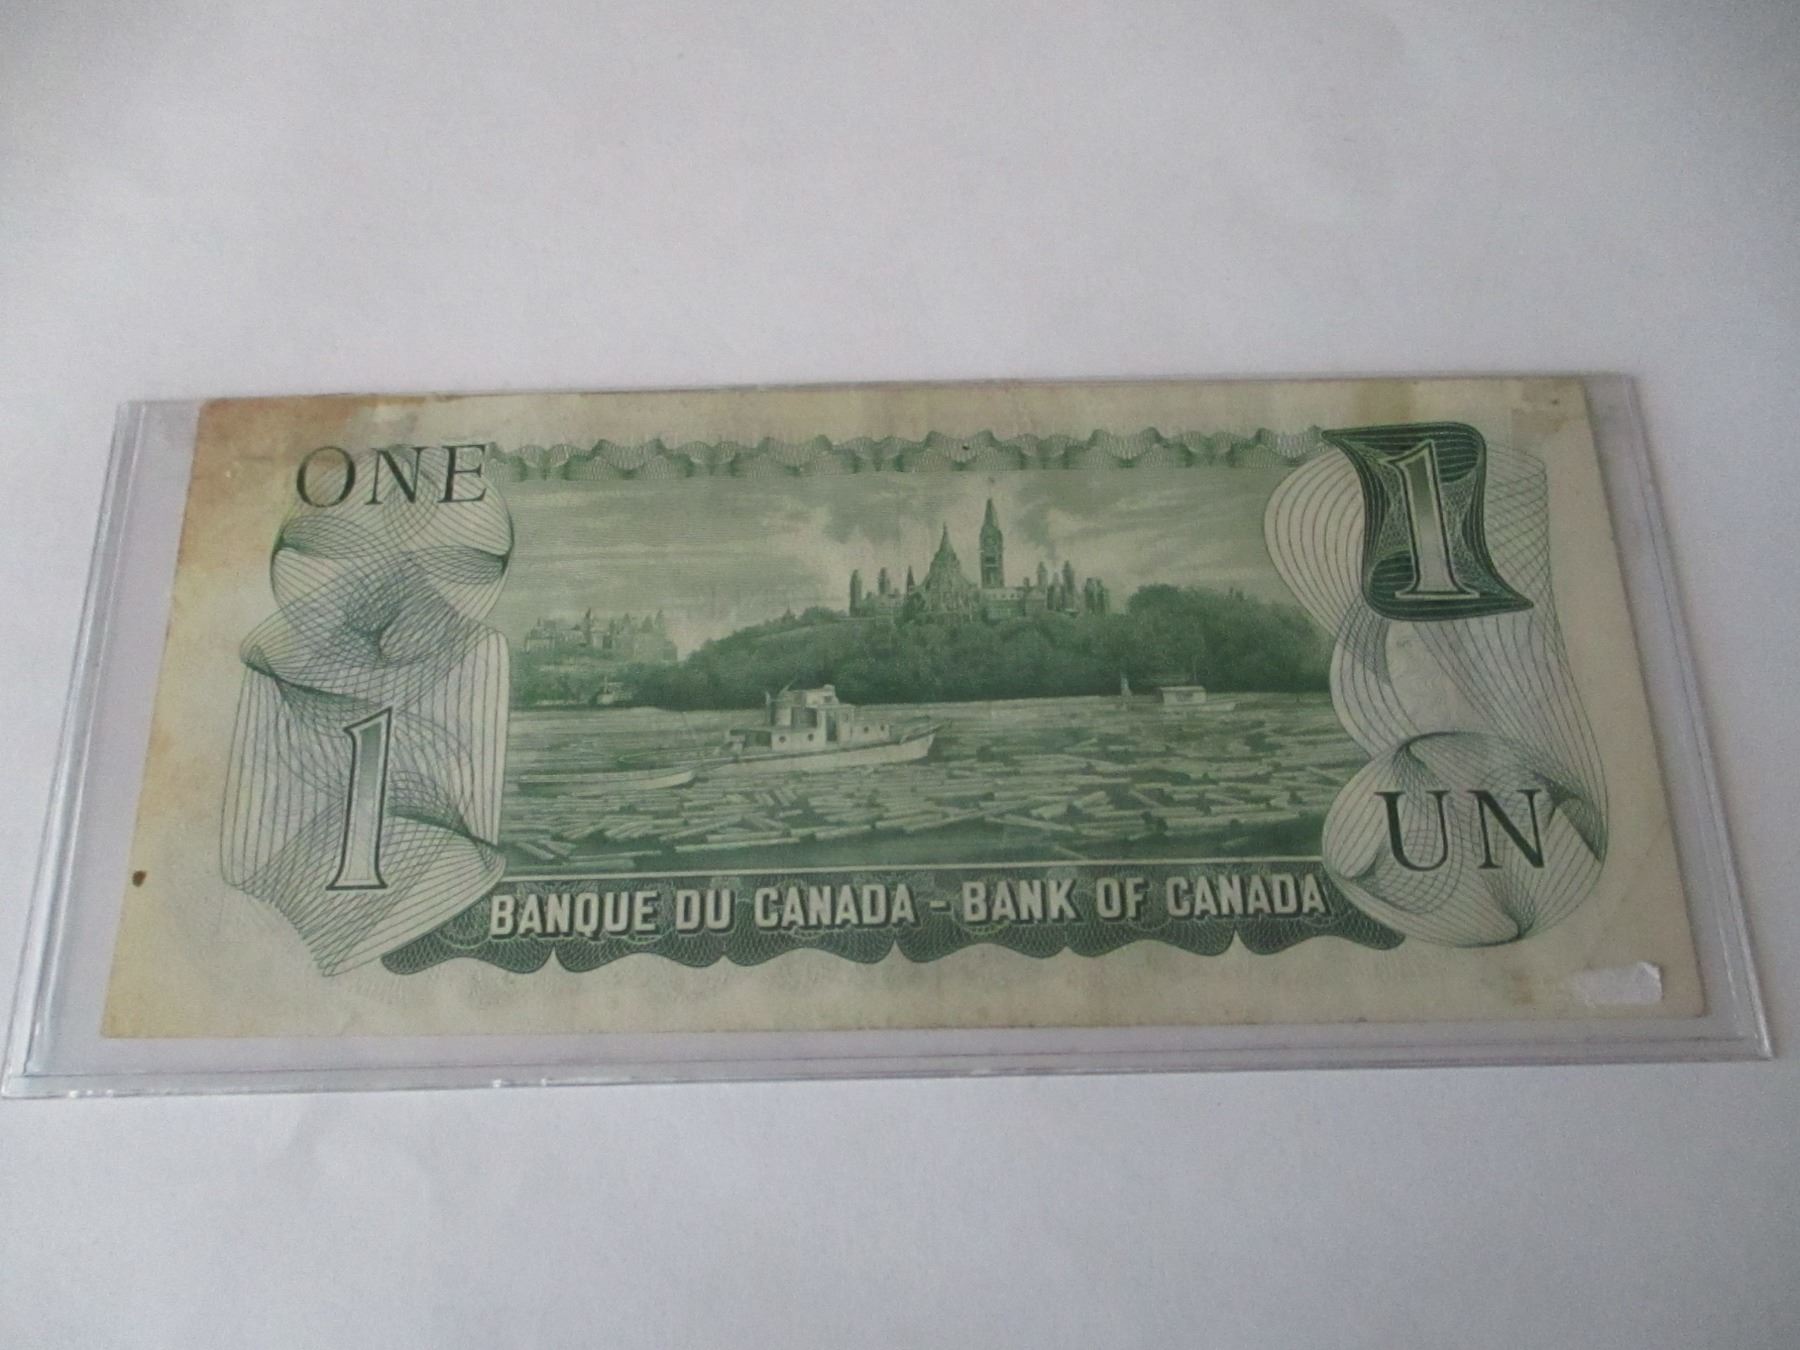 ONE
1
1
UN
BANQUE DU CANADA - BANK OF CANADA